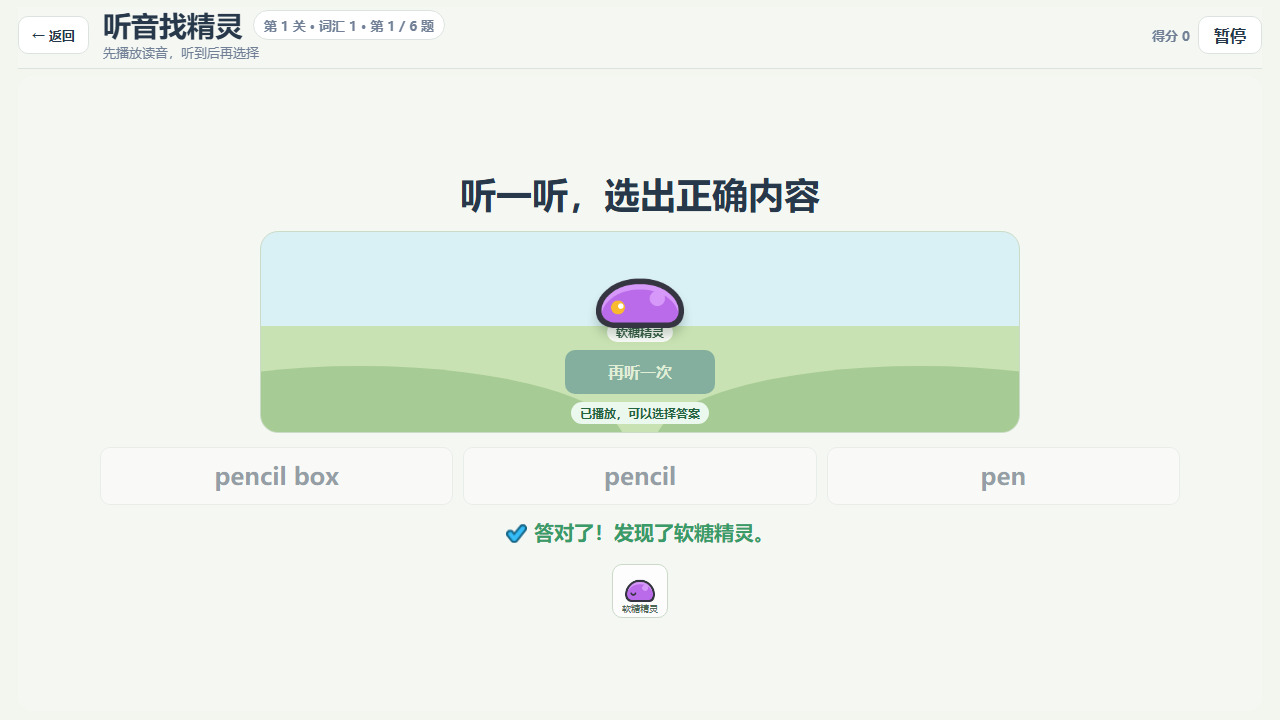 ← 返回
听音找精灵
第 1 关 • 词汇 1 • 第 1 / 6 题
先播放读音，听到后再选择
得分 0
暂停
听一听，选出正确内容
软糖精灵
再听一次
已播放，可以选择答案
pencil box
pencil
pen
答对了！发现了软糖精灵。
软糖精灵